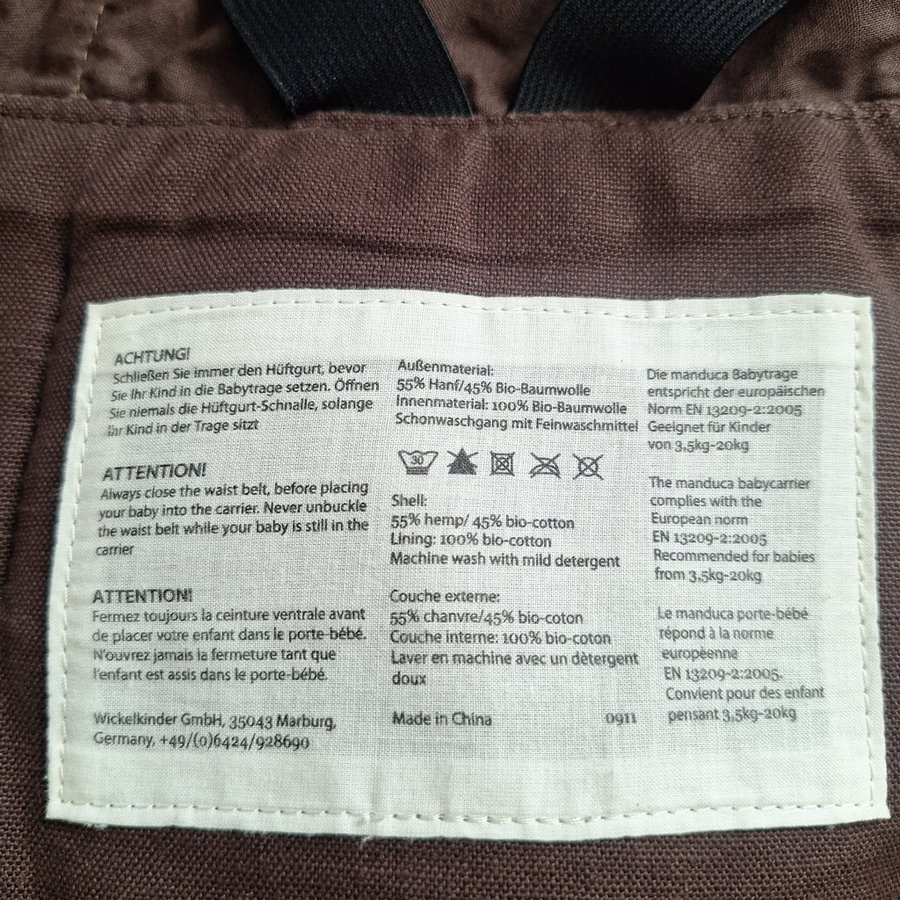 ACHTUNG!
Schließen Sie immer den Hüftgurt, bevor
Sie Ihr Kind in die Babytrage setzen. Öffnen
Sie niemals die Hüftgurt-Schnalle, solange
Ihr Kind in der Trage sitzt
ATTENTION!
Always close the waist belt, before placing
your baby into the carrier. Never unbuckle
the waist belt while your baby is still in the
carrier
ATTENTION!
Fermez toujours la ceinture ventrale avant
de placer votre enfant dans le porte-bébé.
N'ouvrez jamais la fermeture tant que
l'enfant est assis dans le porte-bébé.
Wickelkinder GmbH, 35043 Marburg,
Germany, +49/(0)6424/928690
Außenmaterial:
55% Hanf/45% Bio-Baumwolle
Innenmaterial: 100% Bio-Baumwolle
Schonwaschgang mit Feinwaschmittel
30
Shell:
55% hemp/ 45% bio-cotton
Lining: 100% bio-cotton
Machine wash with mild detergent
Couche externe:
55% chanvre/45% bio-coton
Couche interne: 100% bio-coton
Laver en machine avec un dètergent
doux
Made in China 0911
Die manduca Babytrage
entspricht der europäischen
Norm EN 13209-2:2005
Geeignet für Kinder
von 3,5kg-20kg
The manduca babycarrier
complies with the
European norm
EN 13209-2:2005
Recommended for babies
from 3,5kg-20kg
Le manduca porte-bébé
répond à la norme
europèenne
EN 13209-2:2005.
Convient pour des enfant
pensant 3,5kg-20kg